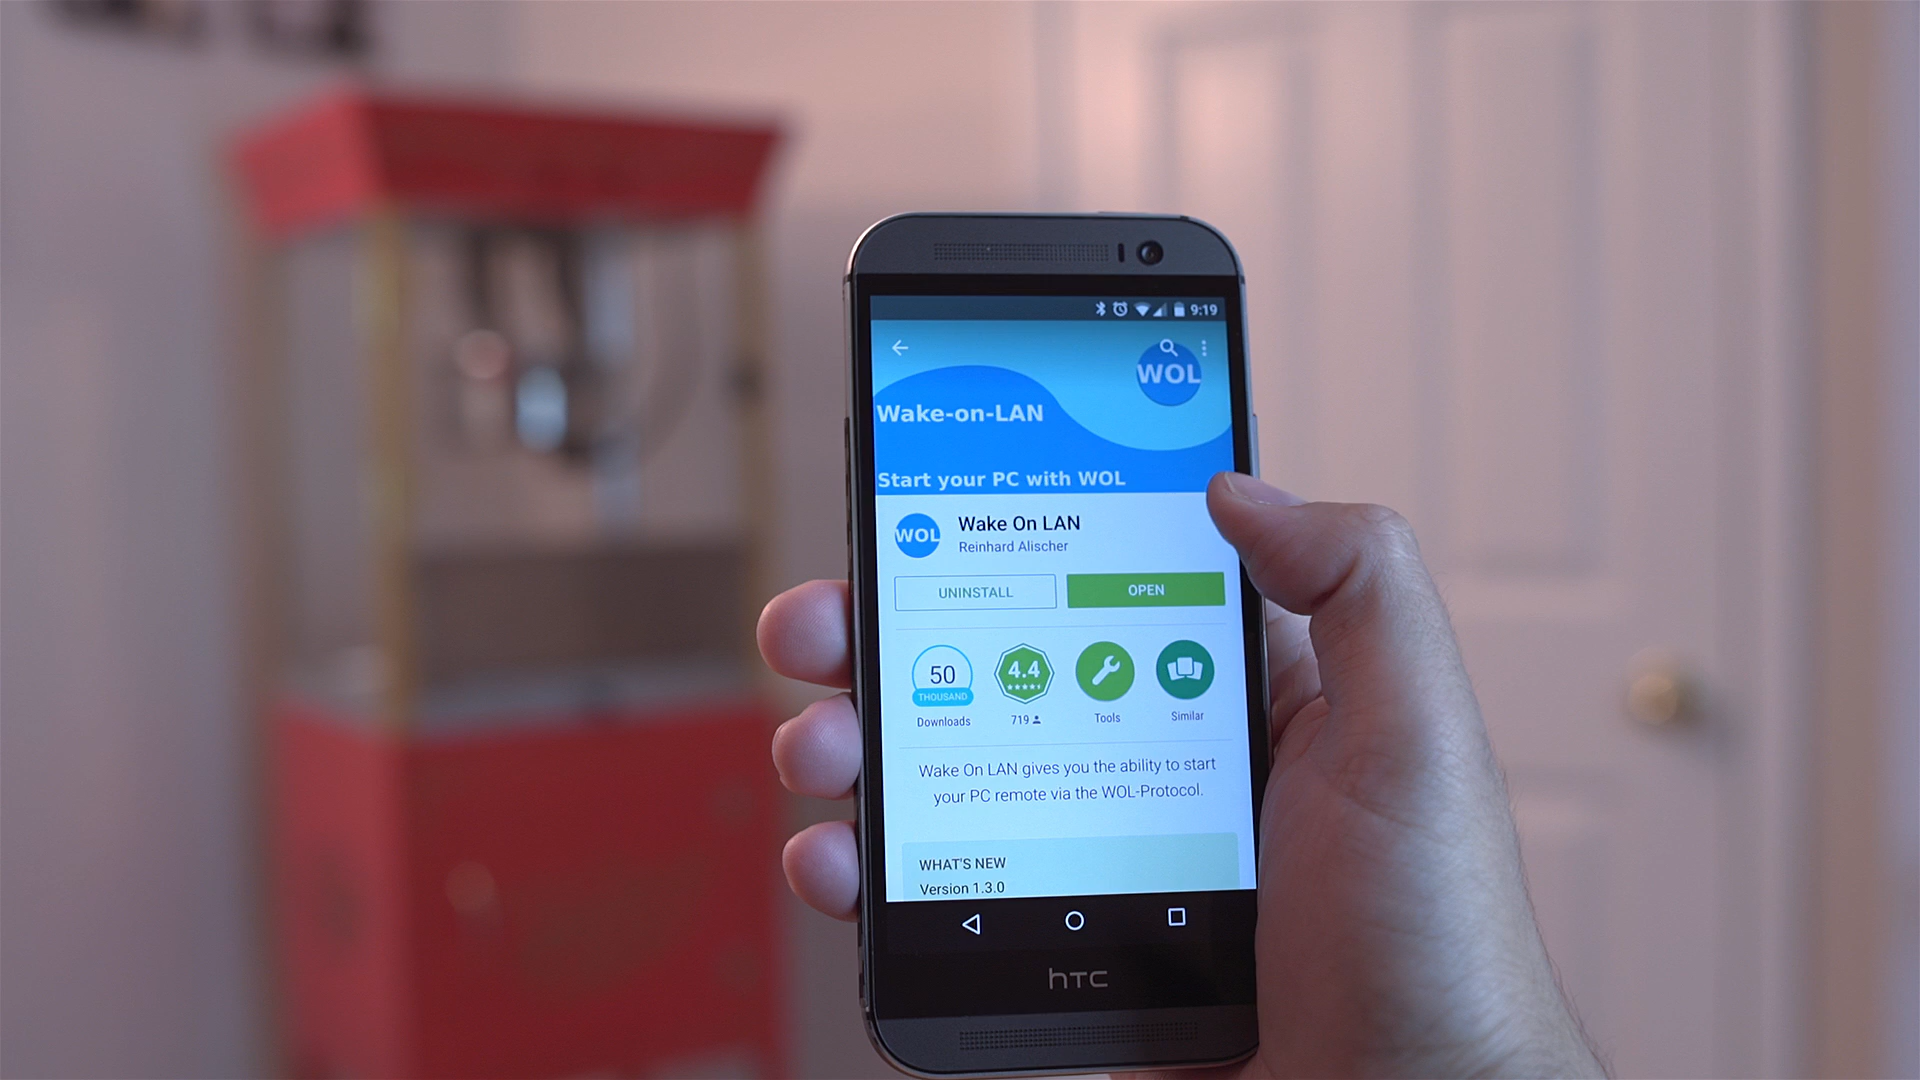 9:19
WOL
Wake-on-LAN
Start your PC with WOL
WOL
Wake On LAN
Reinhard Alischer
UNINSTALL
OPEN
50
THOUSAND
Downloads
4.4
719
Tools
Similar
Wake On LAN gives you the ability to start
your PC remote via the WOL-Protocol.
WHAT'S NEW
Version 1.3.0
hTC